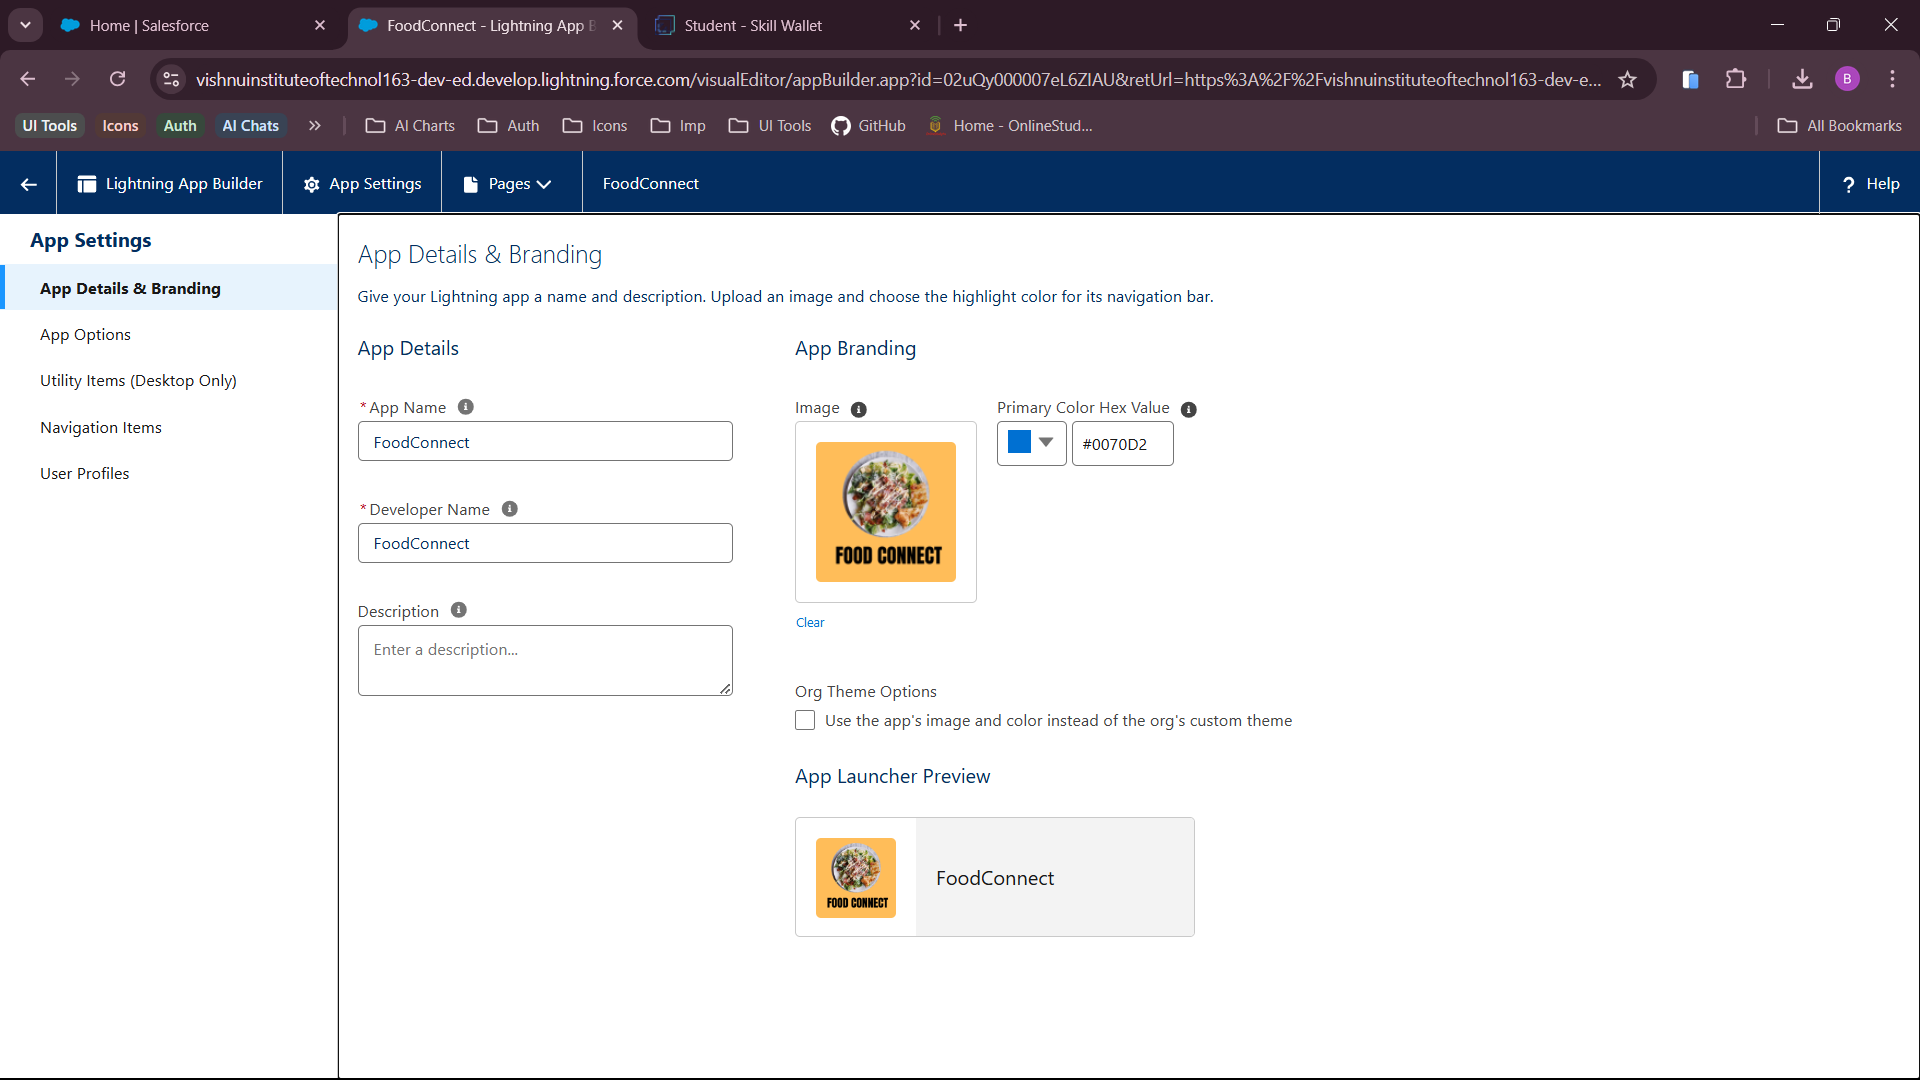 Home | Salesforce
FoodConnect - Lightning App B
Student - Skill Wallet
vishnuinstituteoftechnol163-dev-ed.develop.lightning.force.com/visualEditor/appBuilder.app?id=02uQy000007eL6ZIAU&retUrl=https%3A%2F%2Fvishnuinstituteoftechnol163-dev-e...
B
UI Tools
Icons
Auth
AI Chats
AI Charts
Auth
Icons
Imp
UI Tools
GitHub
Home - OnlineStud...
All Bookmarks
Lightning App Builder
App Settings
Pages
FoodConnect
? Help
App Settings
App Details & Branding
App Options
Utility Items (Desktop Only)
Navigation Items
User Profiles
App Details & Branding
Give your Lightning app a name and description. Upload an image and choose the highlight color for its navigation bar.
App Details
*App Name
FoodConnect
*Developer Name
FoodConnect
Description
Enter a description...
App Branding
Image
Primary Color Hex Value
#0070D2
FOOD CONNECT
Clear
Org Theme Options
Use the app's image and color instead of the org's custom theme
App Launcher Preview
FOOD CONNECT
FoodConnect